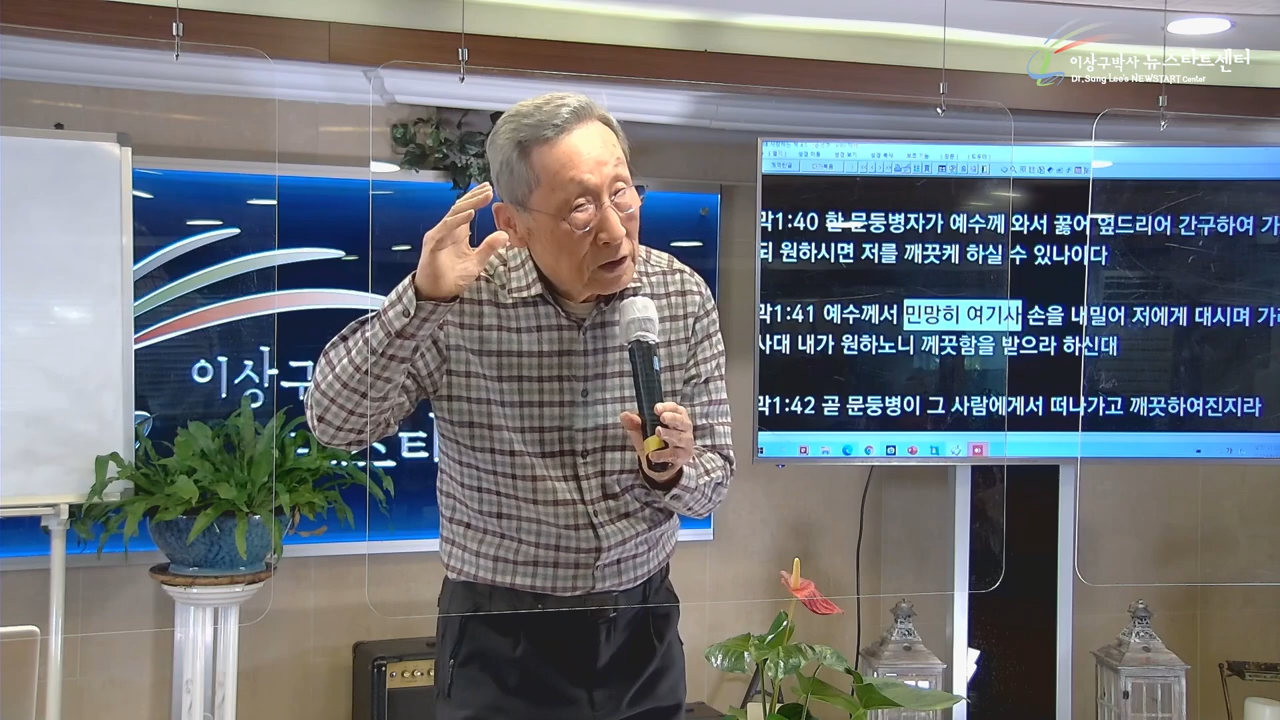 이상구박사 뉴스타트센터
Dr. Sang Lee's NEWSTART Center
이상구
스타
막1:40 한 문둥병자가 예수께 와서 꿇어 엎드리어 간구하여 가
되 원하시면 저를 깨끗케 하실 수 있나이다
막1:41 예수께서 민망히 여기사 손을 내밀어 저에게 대시며 가
사대 내가 원하노니 깨끗함을 받으라 하신대
막1:42 곧 문둥병이 그 사람에게서 떠나가고 깨끗하여진지라